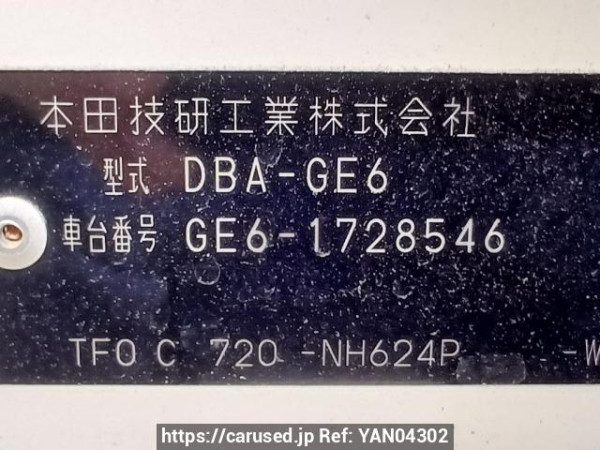 本田技研工業株式会社
型式 DBA-GE6
車台番号 GE6-1728546
TFO C 720 -NH624P -W
https://carused.jp Ref: YAN04302